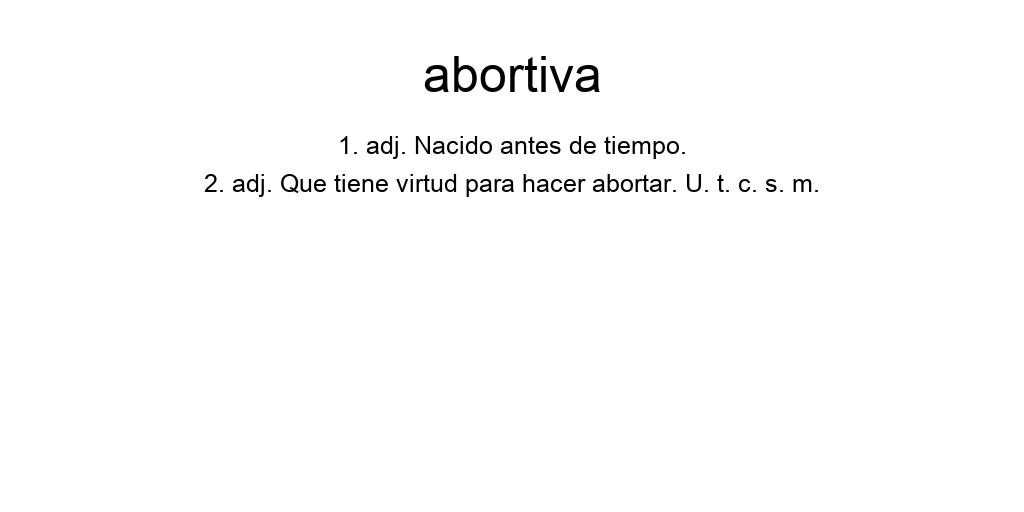 abortiva
1. adj. Nacido antes de tiempo.
2. adj. Que tiene virtud para hacer abortar. U. t. c. s. m.